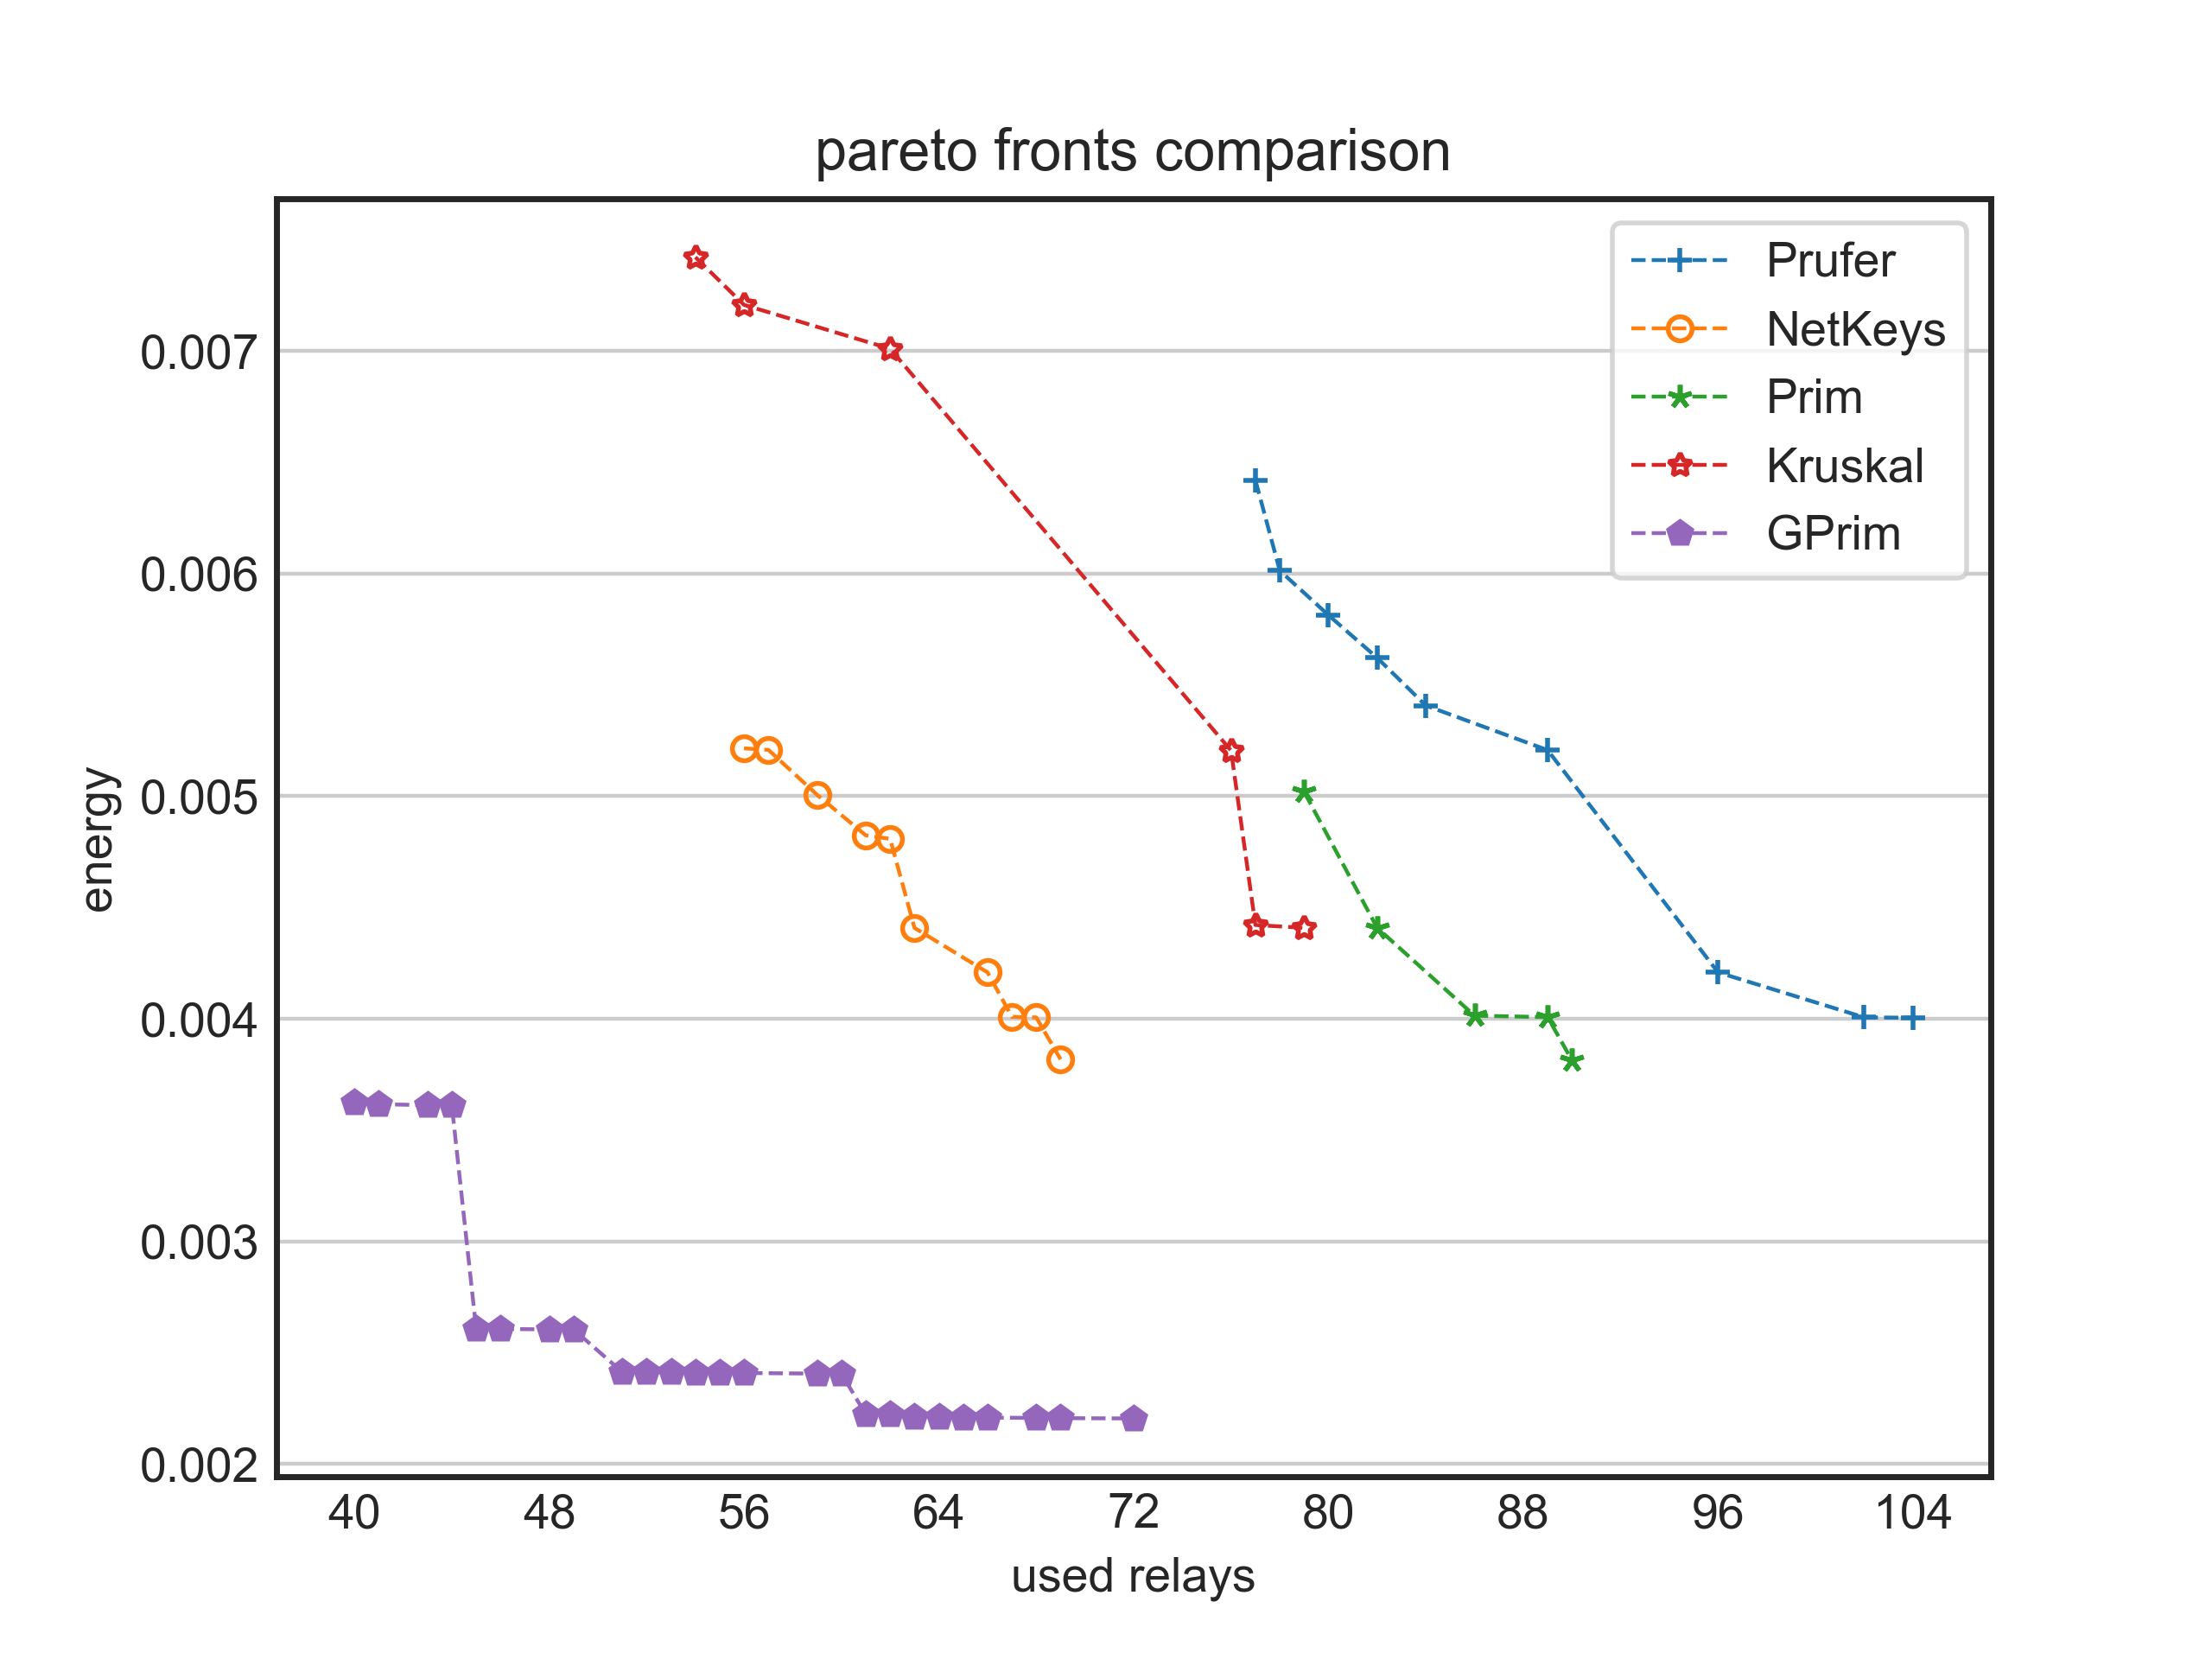 pareto fronts comparison
Prufer
NetKeys
Prim
Kruskal
GPrim
energy
0.007
0.006
0.005
0.004
0.003
0.002
40 48 56 64 72 80 88 96 104
used relays